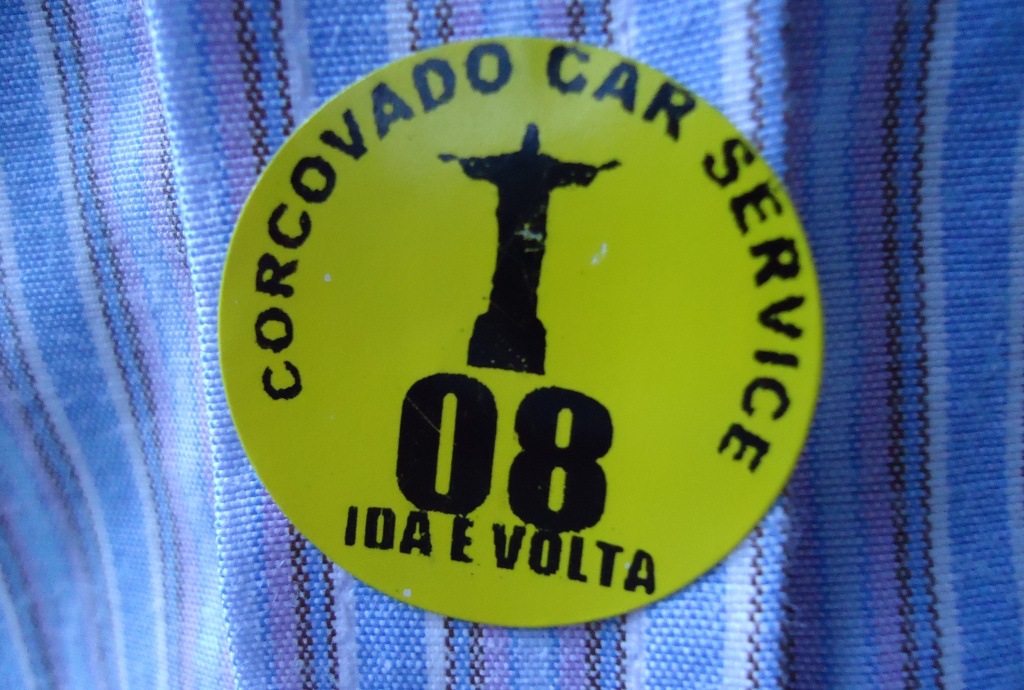 CORCOVADO CAR SERVICE
08
IDA E VOLTA